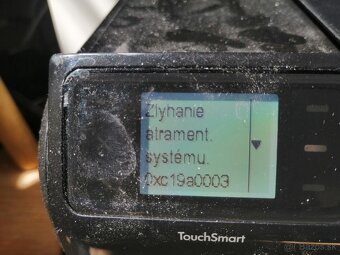 Zlyhanie
atrament.
systému.
0xc19a0003
TouchSmart